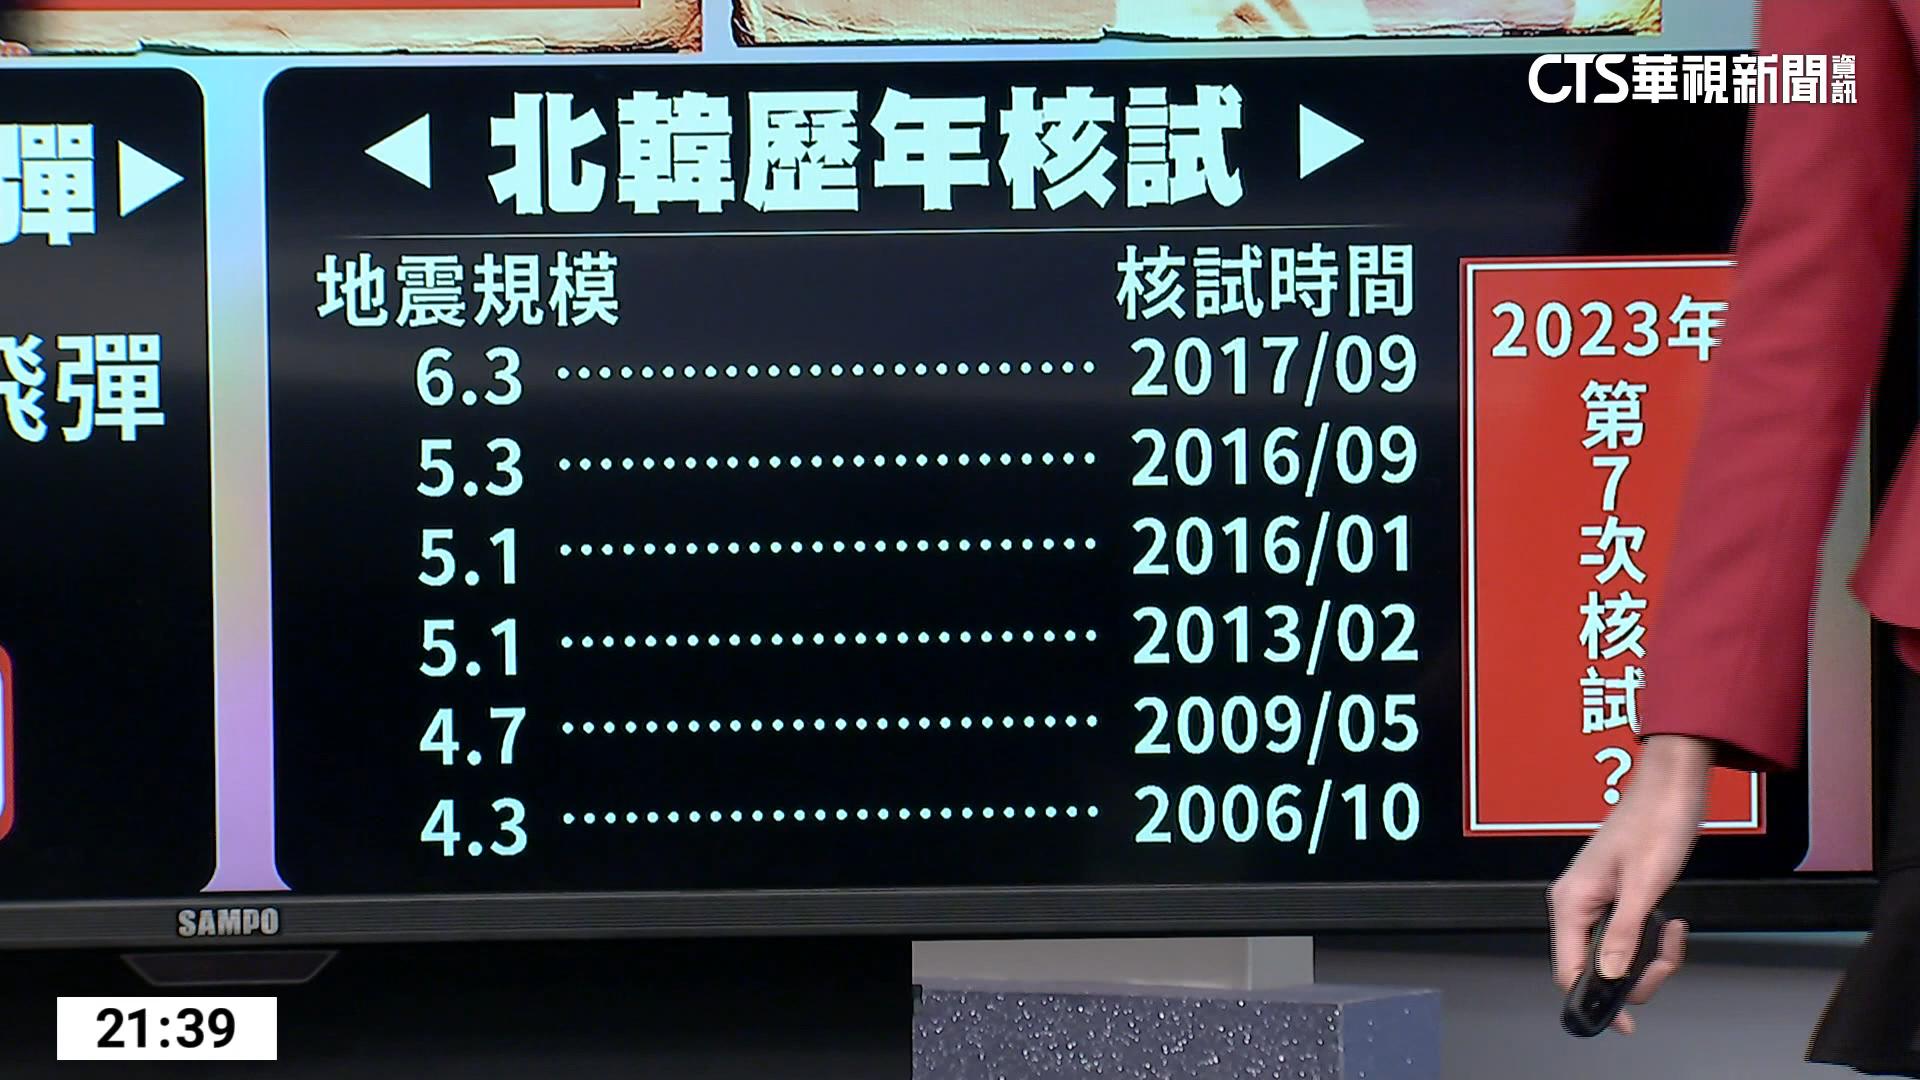 CTS華視新聞資訊
彈
飛彈
北韓歷年核試
地震規模 核試時間
6.3 2017/09
5.3 2016/09
5.1 2016/01
5.1 2013/02
4.7 2009/05
4.3 2006/10
2023年
第7次核試？
SAMPO
21:39